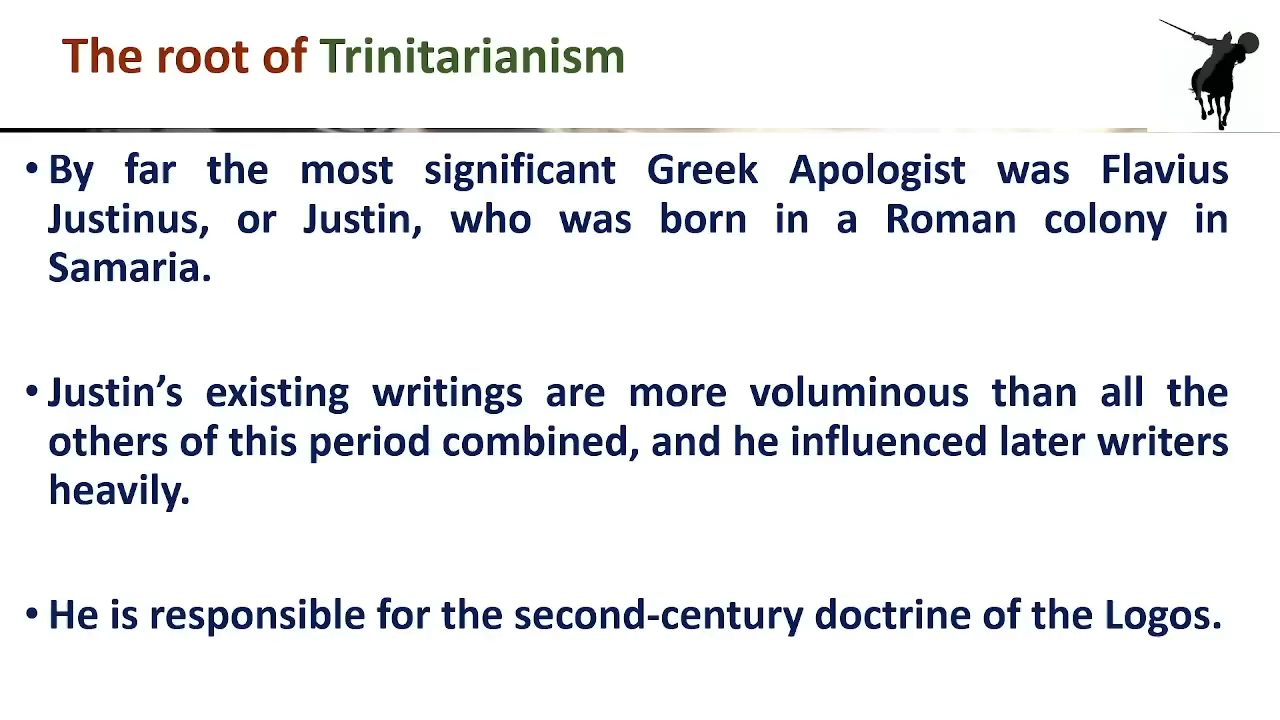 The root of Trinitarianism
• By far the most significant Greek Apologist was Flavius
Justinus, or Justin, who was born in a Roman colony in
Samaria.
• Justin’s existing writings are more voluminous than all the
others of this period combined, and he influenced later writers
heavily.
• He is responsible for the second-century doctrine of the Logos.